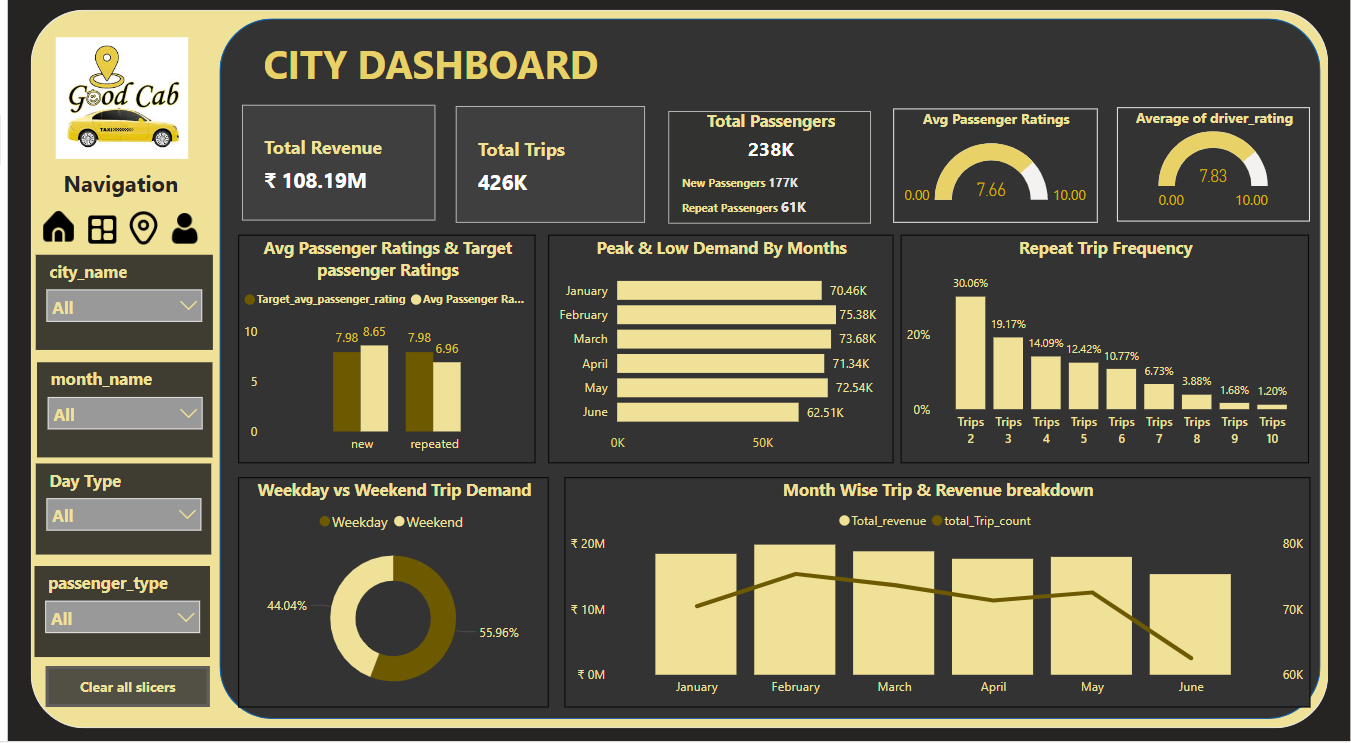 Good Cab
TAXI
Navigation
city_name
All
month_name
All
Day Type
All
passenger_type
All
Clear all slicers
CITY DASHBOARD
Total Revenue
₹ 108.19M
Total Trips
426K
Total Passengers
238K
New Passengers 177K
Repeat Passengers 61K
Avg Passenger Ratings
7.66
0.00 10.00
Average of driver_rating
7.83
0.00 10.00
Avg Passenger Ratings & Target
passenger Ratings
Target_avg_passenger_rating Avg Passenger Ra...
10
5
0
7.98 8.65 7.98 6.96
new repeated
Peak & Low Demand By Months
January 70.46K
February 75.38K
March 73.68K
April 71.34K
May 72.54K
June 62.51K
0K 50K
Repeat Trip Frequency
20%
0%
30.06%
19.17%
14.09%
12.42%
10.77%
6.73%
3.88%
1.68%
1.20%
Trips Trips Trips Trips Trips Trips Trips Trips Trips
2 3 4 5 6 7 8 9 10
Weekday vs Weekend Trip Demand
Weekday Weekend
44.04%
55.96%
Month Wise Trip & Revenue breakdown
Total_revenue total_Trip_count
₹ 20M 80K
₹ 10M 70K
₹ 0M 60K
January February March April May June